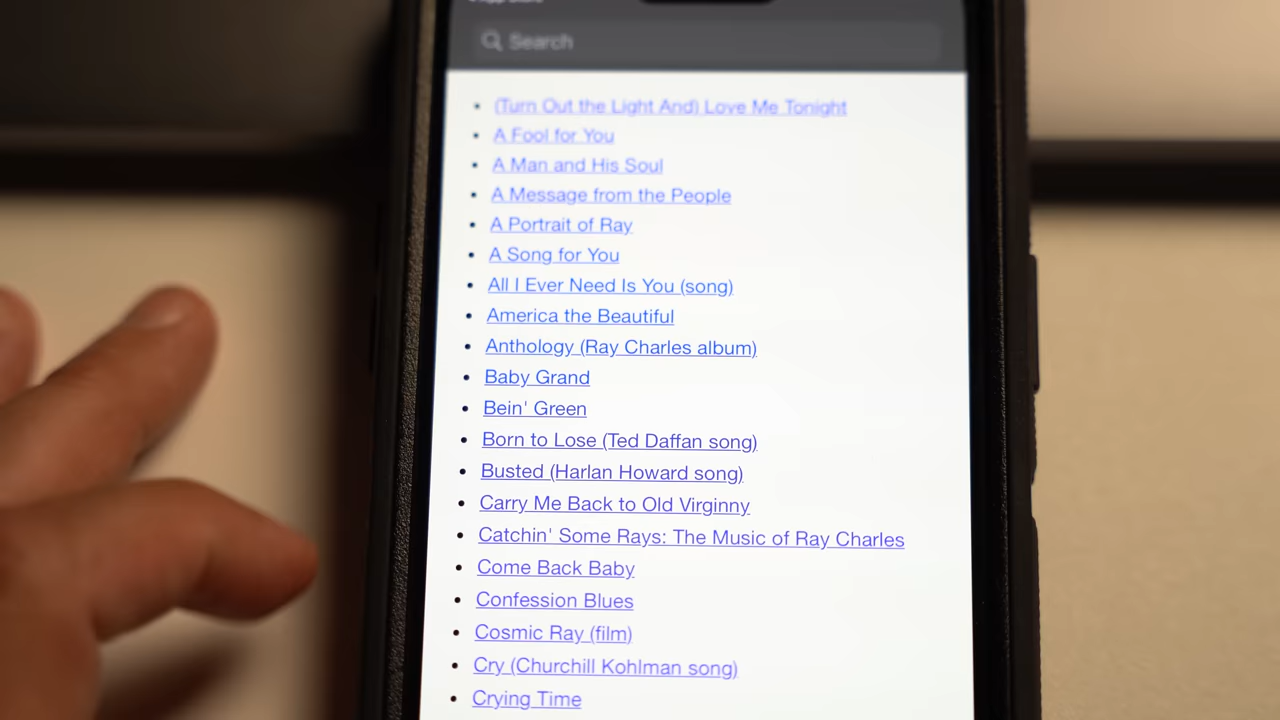 Search
(Turn Out the Light And) Love Me Tonight
A Fool for You
A Man and His Soul
A Message from the People
A Portrait of Ray
A Song for You
All I Ever Need Is You (song)
America the Beautiful
Anthology (Ray Charles album)
Baby Grand
Bein' Green
Born to Lose (Ted Daffan song)
Busted (Harlan Howard song)
Carry Me Back to Old Virginny
Catchin' Some Rays: The Music of Ray Charles
Come Back Baby
Confession Blues
Cosmic Ray (film)
Cry (Churchill Kohlman song)
Crying Time